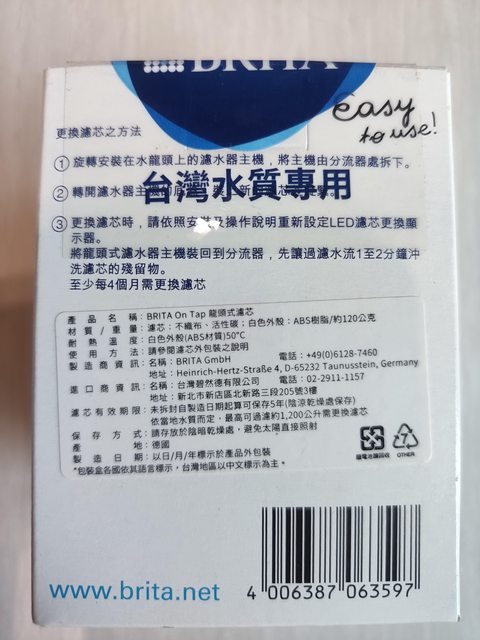 BRITA
easy
to use!
更換濾芯之方法
① 旋轉安裝在水龍頭上的濾水器主機，將主機由分流器處拆下。
台灣水質專用
② 轉開濾水器主機
③ 更換濾芯時，請依照安裝及操作說明重新設定LED濾芯更換顯
示器。
將龍頭式濾水器主機裝回到分流器，先讓過濾水流1至2分鐘沖
洗濾芯的殘留物。
至少每4個月需更換濾芯
產品名稱：BRITA On Tap 龍頭式濾芯
材質／重量：濾芯：不織布、活性碳；白色外殼：ABS樹脂/約120公克
耐熱溫度：白色外殼(ABS材質)50°C
使用方法：請參閱濾芯外包裝之說明
製造商資訊：名稱：BRITA GmbH 電話：+49(0)6128-7460
地址：Heinrich-Hertz-Straße 4, D-65232 Taunusstein, Germany
進口商資訊：名稱：台灣碧然德有限公司 電話：02-2911-1157
地址：新北市新店區北新路三段205號3樓
濾芯有效期限：未拆封自製造日期起算可保存5年(陰涼乾燥處保存)
依當地水質而定，最高可過濾約1,200公升需更換濾芯
保存方式：請存放於陰暗乾燥處，避免太陽直接照射
產地：德國
製造日期：以日/月/年標示於產品外包裝
*包裝盒各國依其語言標示，台灣地區以中文標示為主。
廢電池請回收
7
OTHER
www.brita.net
4 006387 063597